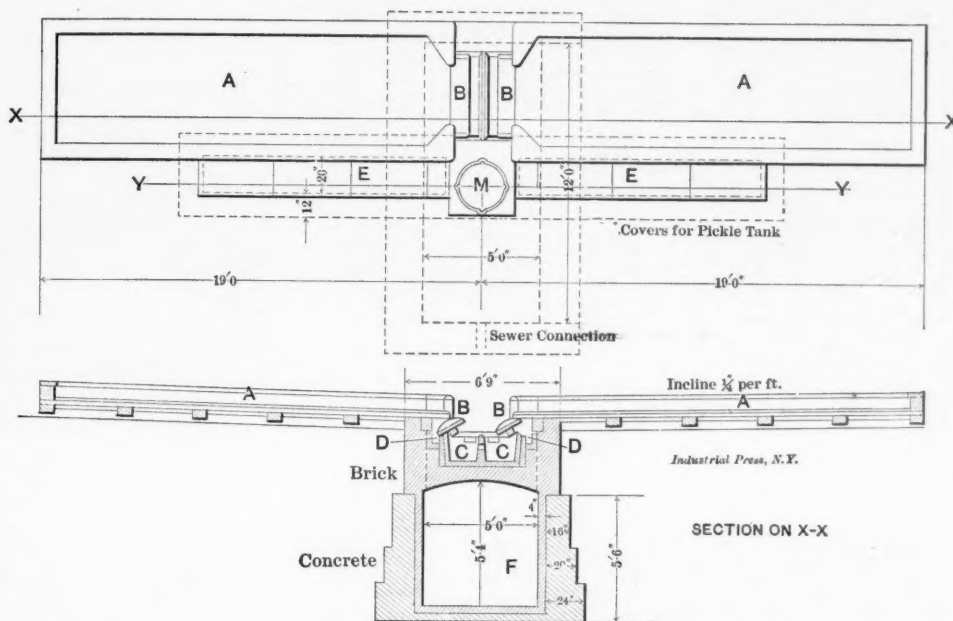 A
B B
A
X
X
E
M
E
Y
Y
20"
12"
12'0"
Covers for Pickle Tank
5'0"
19'0
19'0"
Sewer Connection
6'9"
Incline ¼" per ft.
A
B B
A
D
C C
D
Brick
Industrial Press, N.Y.
4"
5'0"
16"
SECTION ON X-X
5'4"
5'6"
Concrete
F
24"